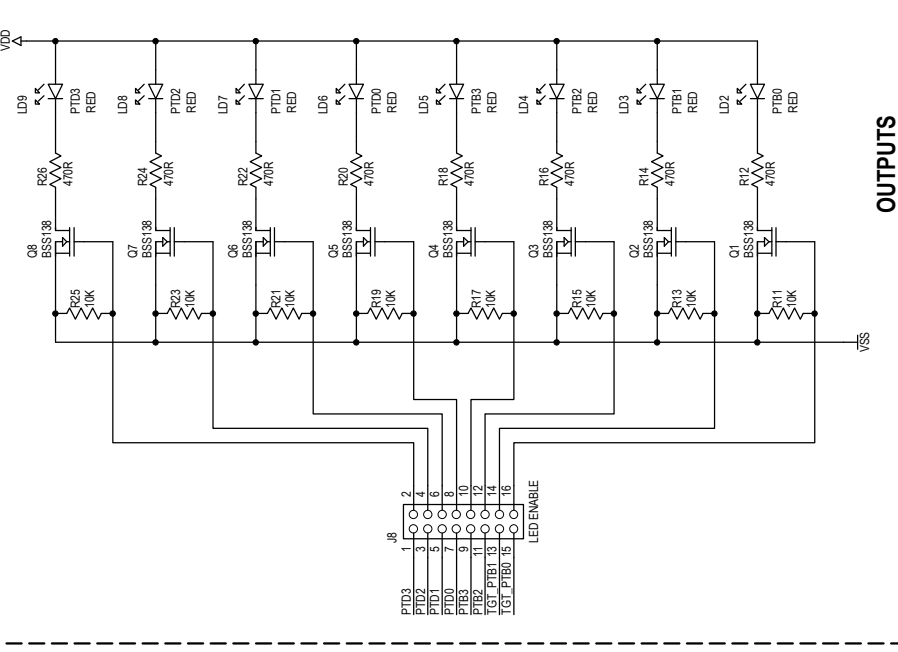 VDD
LD9
PTD3
RED
LD8
PTD2
RED
LD7
PTD1
RED
LD6
PTD0
RED
LD5
PTB3
RED
LD4
PTB2
RED
LD3
PTB1
RED
LD2
PTB0
RED
R26
470R
R24
470R
R22
470R
R20
470R
R18
470R
R16
470R
R14
470R
R12
470R
Q8
BSS138
Q7
BSS138
Q6
BSS138
Q5
BSS138
Q4
BSS138
Q3
BSS138
Q2
BSS138
Q1
BSS138
R25
10K
R23
10K
R21
10K
R19
10K
R17
10K
R15
10K
R13
10K
R11
10K
VSS
OUTPUTS
J8
LED ENABLE
2
4
6
8
10
12
14
16
1
3
5
7
9
11
13
15
PTD3
PTD2
PTD1
PTD0
PTB3
PTB2
TGT_PTB1
TGT_PTB0